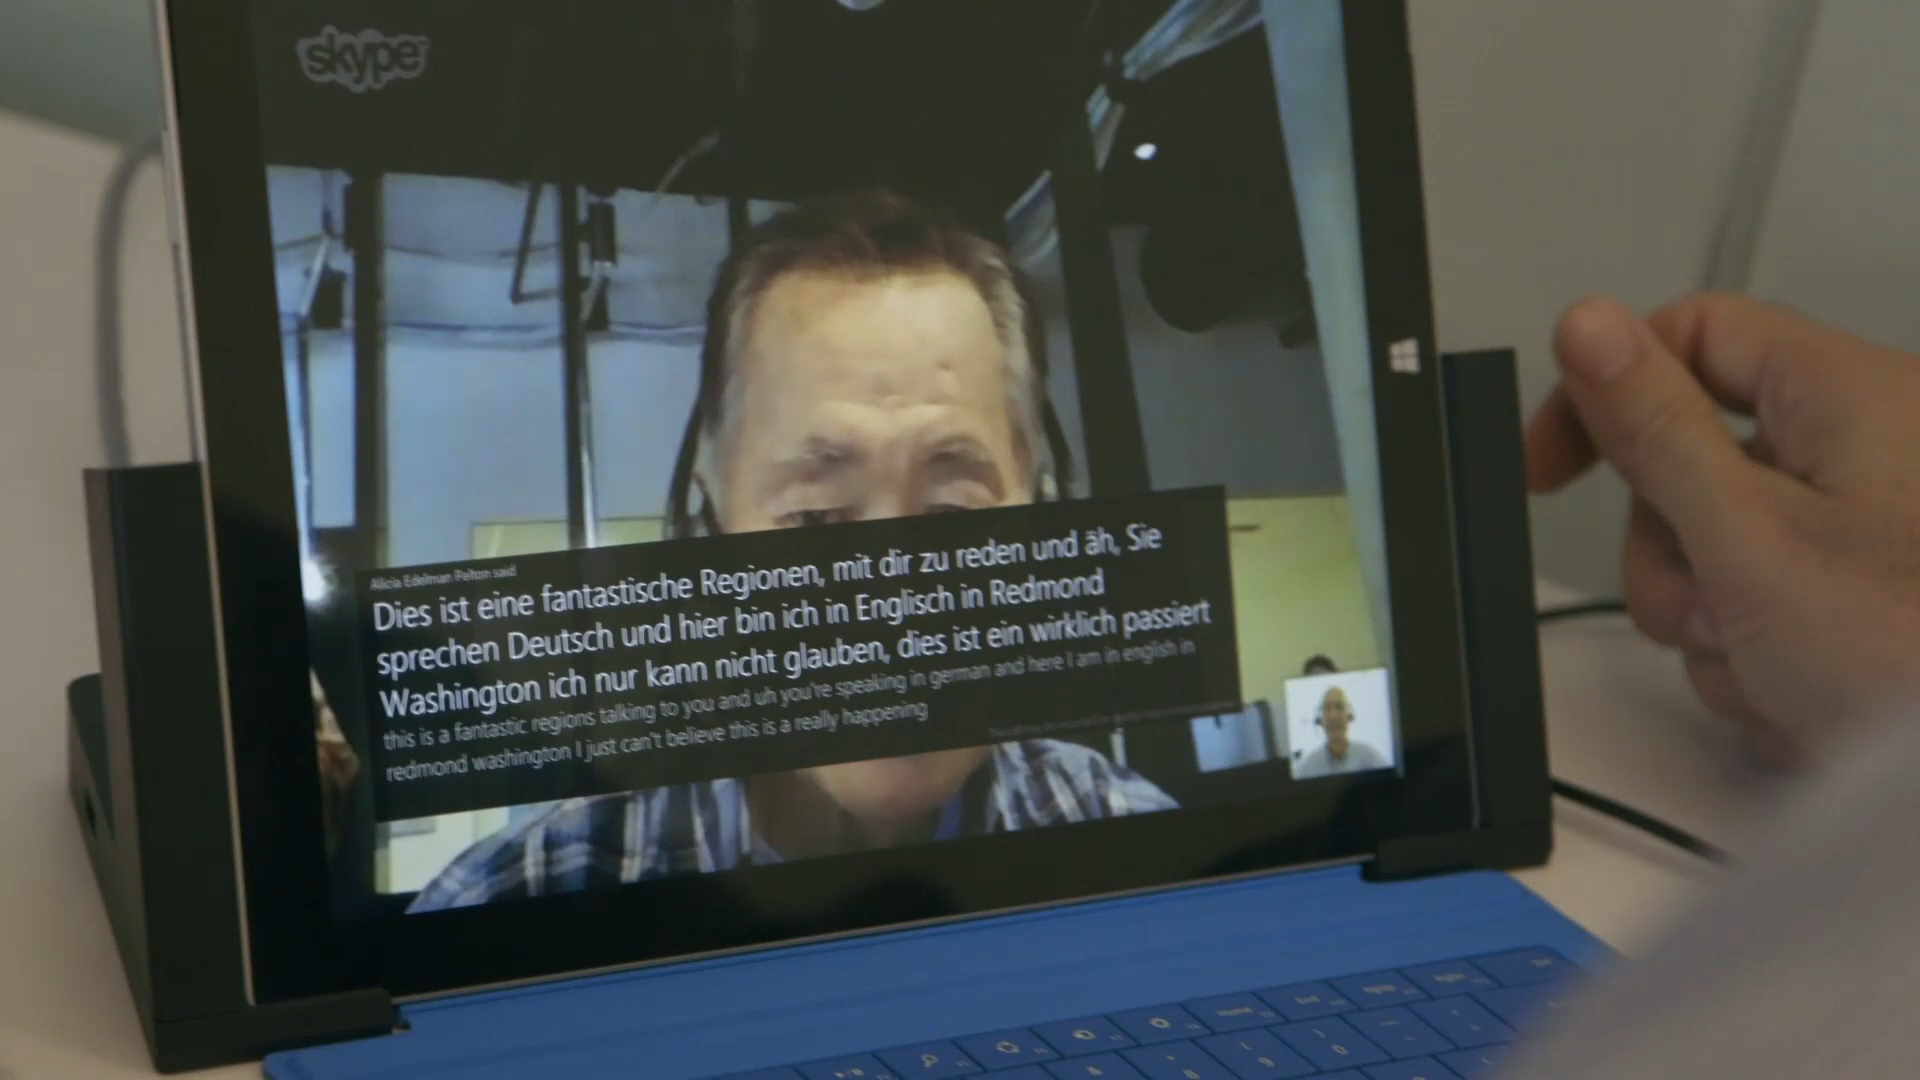 skype
Alicia Edelman Pelton said
Dies ist eine fantastische Regionen, mit dir zu reden und äh, Sie
sprechen Deutsch und hier bin ich in Englisch in Redmond
Washington ich nur kann nicht glauben, dies ist ein wirklich passiert
this is a fantastic regions talking to you and uh you're speaking in german and here I am in english in
redmond washington I just can't believe this is a really happening